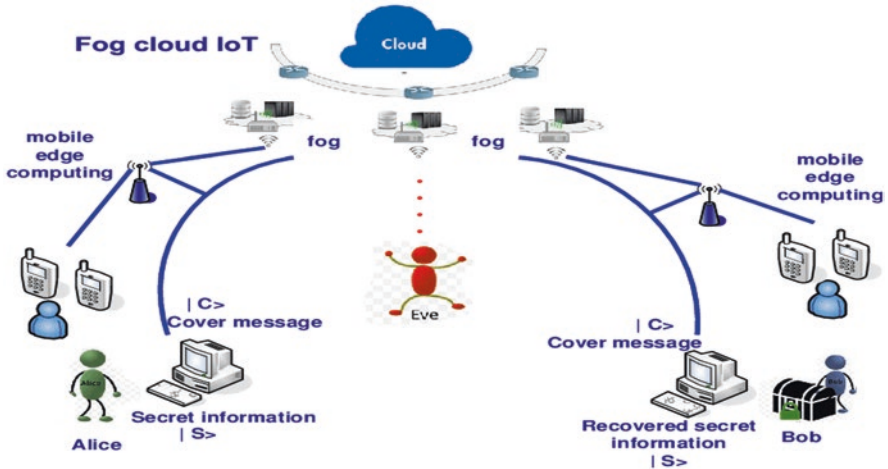 Fog cloud IoT
Cloud
fog
fog
mobile
edge
computing
mobile
edge
computing
Eve
| C>
Cover message
| C>
Cover message
Alice
Bob
Secret information
| S>
Alice
Recovered secret
information
| S>
Bob